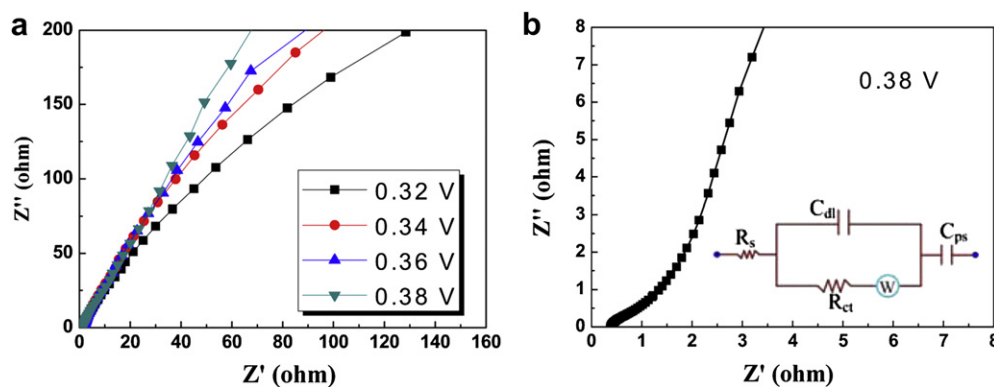 a
200
150
100
50
0
Z'' (ohm)
0 20 40 60 80 100 120 140 160
Z' (ohm)
0.32 V
0.34 V
0.36 V
0.38 V
b
8
7
6
5
4
3
2
1
0
Z'' (ohm)
0 1 2 3 4 5 6 7 8
Z' (ohm)
0.38 V
Cdl
Rs
Cps
Rct
W